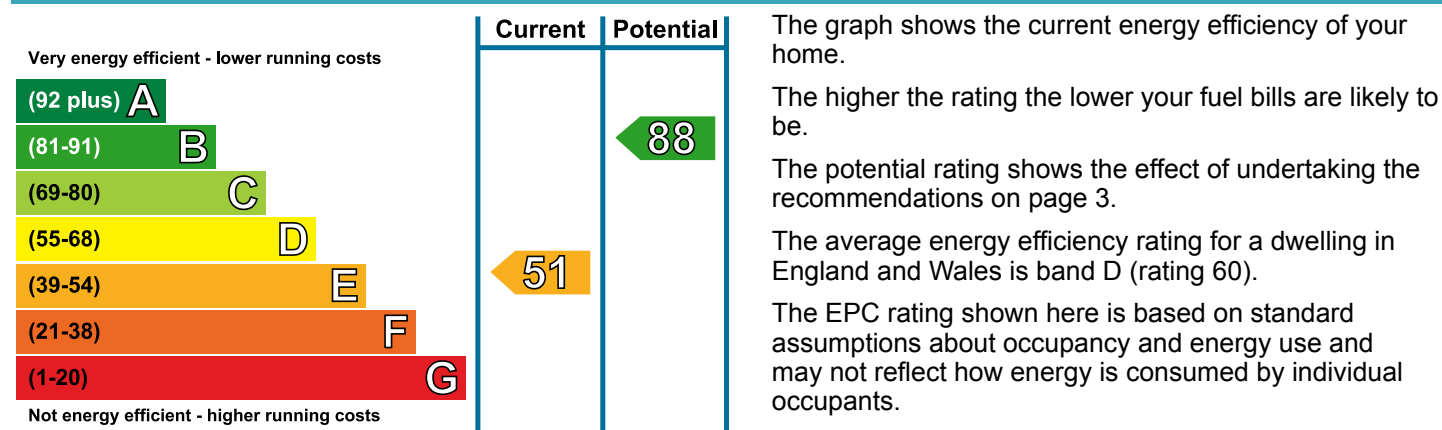 Current Potential
Very energy efficient - lower running costs
(92 plus) A
(81-91) B
88
(69-80) C
(55-68) D
(39-54) E
51
(21-38) F
(1-20) G
Not energy efficient - higher running costs
The graph shows the current energy efficiency of your
home.
The higher the rating the lower your fuel bills are likely to
be.
The potential rating shows the effect of undertaking the
recommendations on page 3.
The average energy efficiency rating for a dwelling in
England and Wales is band D (rating 60).
The EPC rating shown here is based on standard
assumptions about occupancy and energy use and
may not reflect how energy is consumed by individual
occupants.